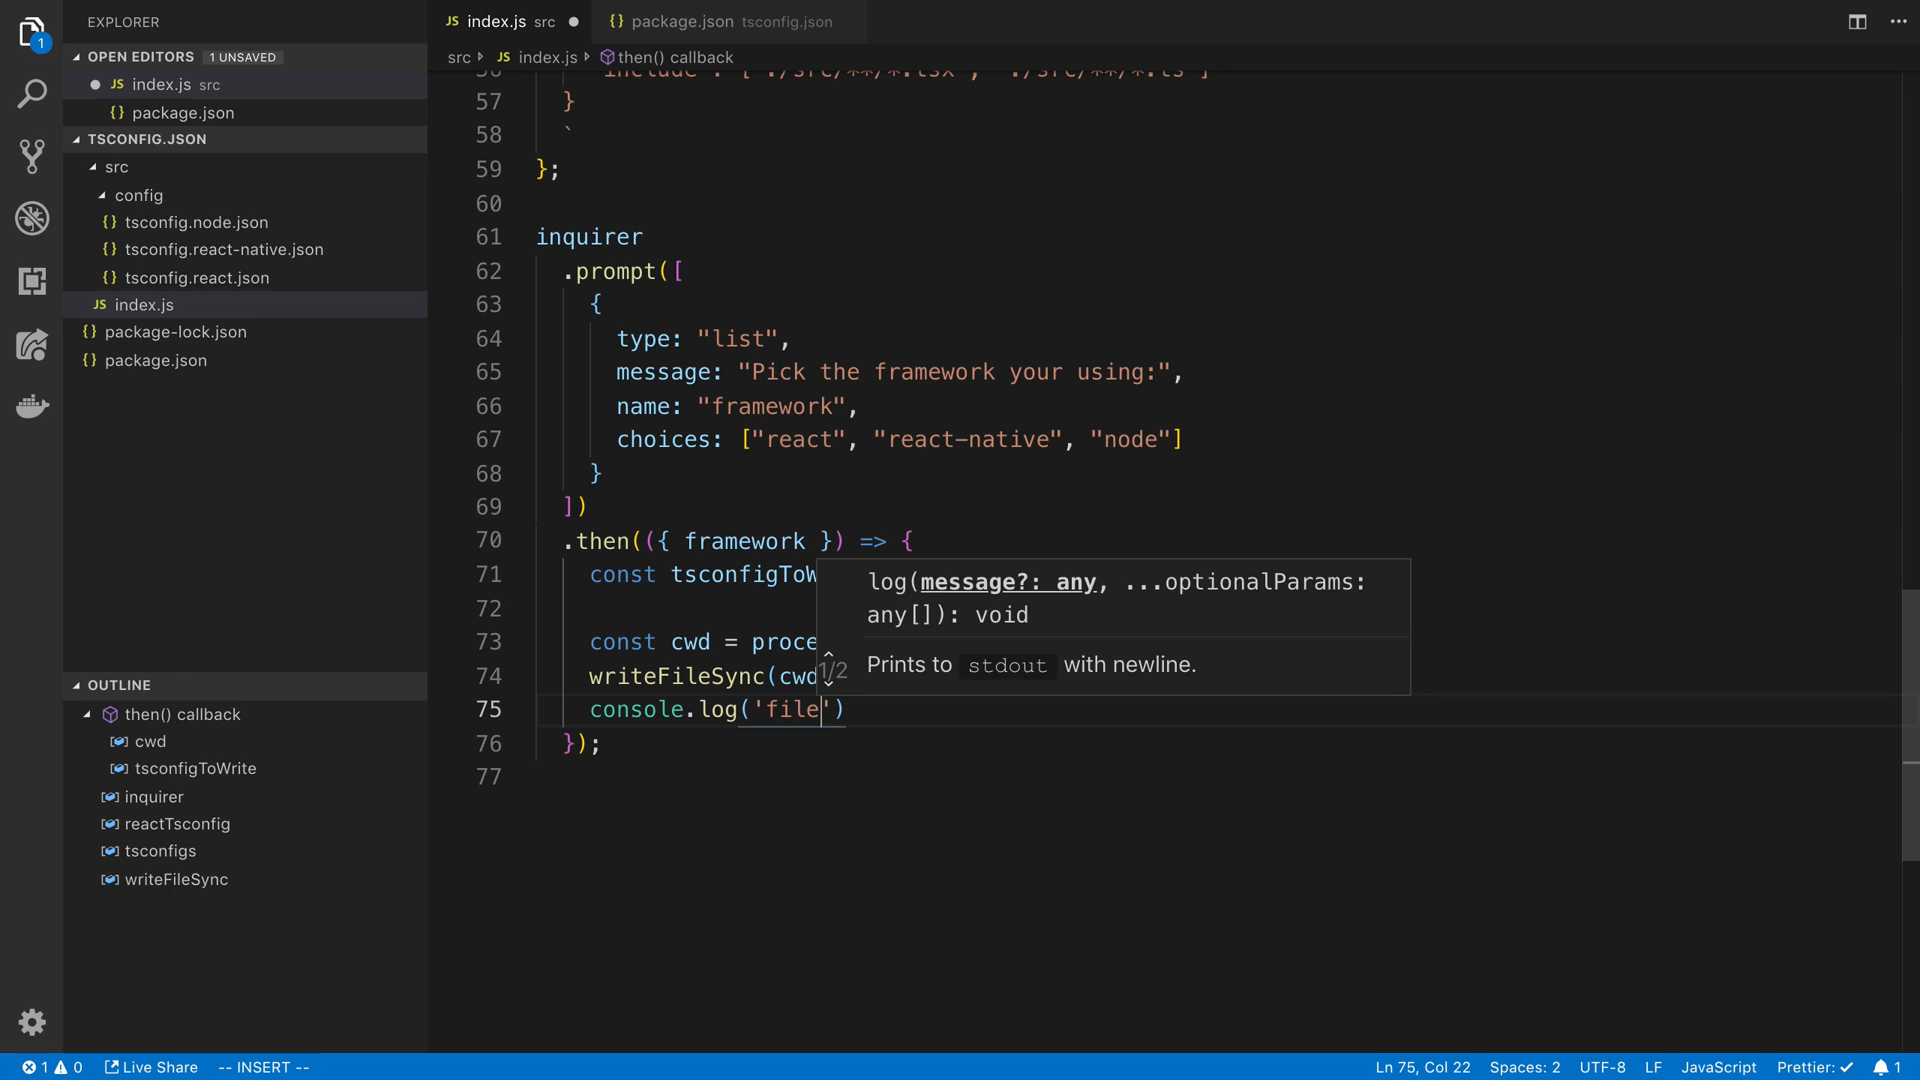 EXPLORER
OPEN EDITORS 1 UNSAVED
JS index.js src
{} package.json
TSCONFIG.JSON
src
config
{} tsconfig.node.json
{} tsconfig.react-native.json
{} tsconfig.react.json
JS index.js
{} package-lock.json
{} package.json
OUTLINE
then() callback
cwd
tsconfigToWrite
inquirer
reactTsconfig
tsconfigs
writeFileSync
JS index.js src
{} package.json tsconfig.json
src JS index.js then() callback
57 }
58 `
59 };
60
61 inquirer
62 .prompt([
63 {
64 type: "list",
65 message: "Pick the framework your using:",
66 name: "framework",
67 choices: ["react", "react-native", "node"]
68 }
69 ])
70 .then(({ framework }) => {
71 const tsconfigToW
72
73 const cwd = proce
74 writeFileSync(cwd
75 console.log('file')
76 });
77
log(message?: any, ...optionalParams:
any[]): void
1/2
Prints to stdout with newline.
1 0 Live Share -- INSERT -- Ln 75, Col 22 Spaces: 2 UTF-8 LF JavaScript Prettier: ✓ 1
1